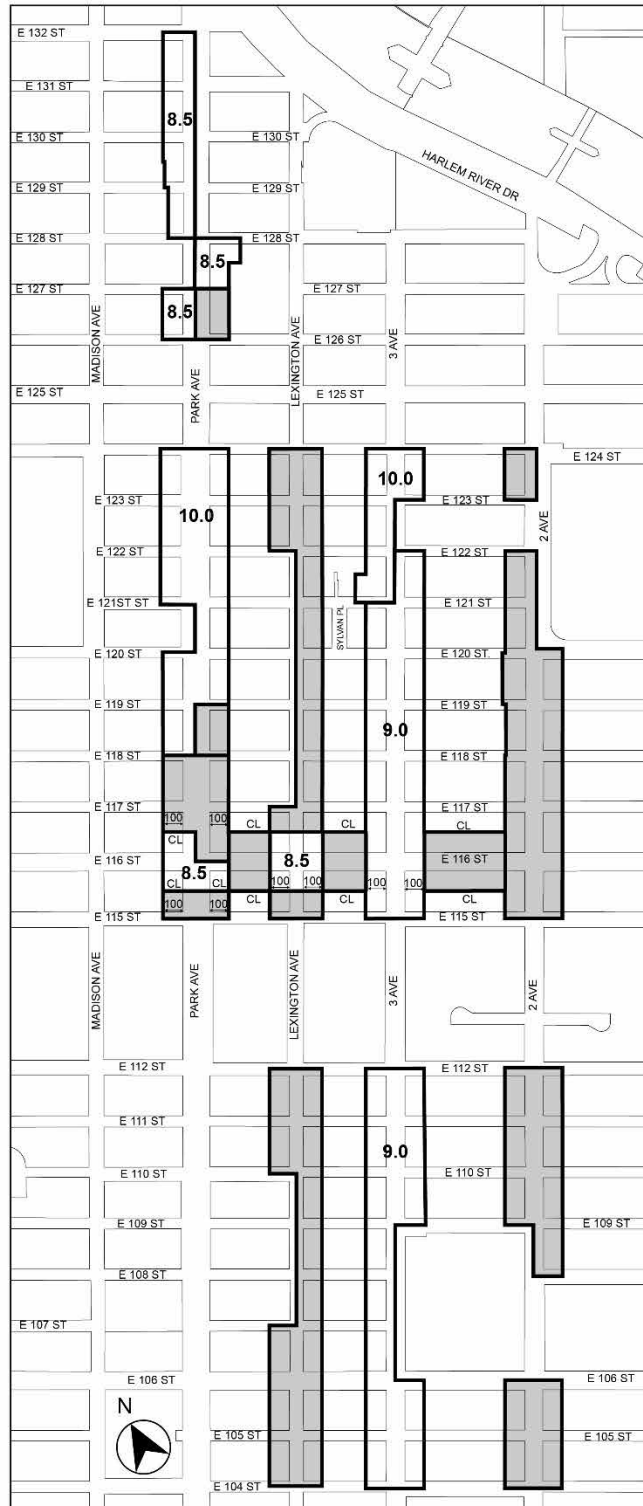 E 132 ST
E 131 ST
8.5
E 130 ST
E 130 ST
HARLEM RIVER DR
E 129 ST
E 129 ST
E 128 ST
E 128 ST
8.5
E 127 ST
E 127 ST
8.5
MADISON AVE
PARK AVE
LEXINGTON AVE
3 AVE
E 126 ST
E 125 ST
E 125 ST
E 124 ST
10.0
E 123 ST
E 123 ST
10.0
2 AVE
E 122 ST
E 122 ST
E 121ST ST
E 121 ST
SYLVAN PL
E 120 ST
E 120 ST.
E 119 ST
E 119 ST
9.0
E 118 ST
E 118 ST
E 117 ST
E 117 ST
100
100
CL
CL
CL
CL
E 116 ST
8.5
E 116 ST
8.5
CL
CL
100
100
100
100
CL
CL
CL
100
100
E 115 ST
E 115 ST
MADISON AVE
PARK AVE
LEXINGTON AVE
3 AVE
2 AVE
E 112 ST
E 112 ST
E 111 ST
9.0
E 110 ST
E 110 ST
E 109 ST
E 109 ST
E 108 ST
E 107 ST
E 106 ST
E 106 ST
N
E 105 ST
E 105 ST
E 104 ST